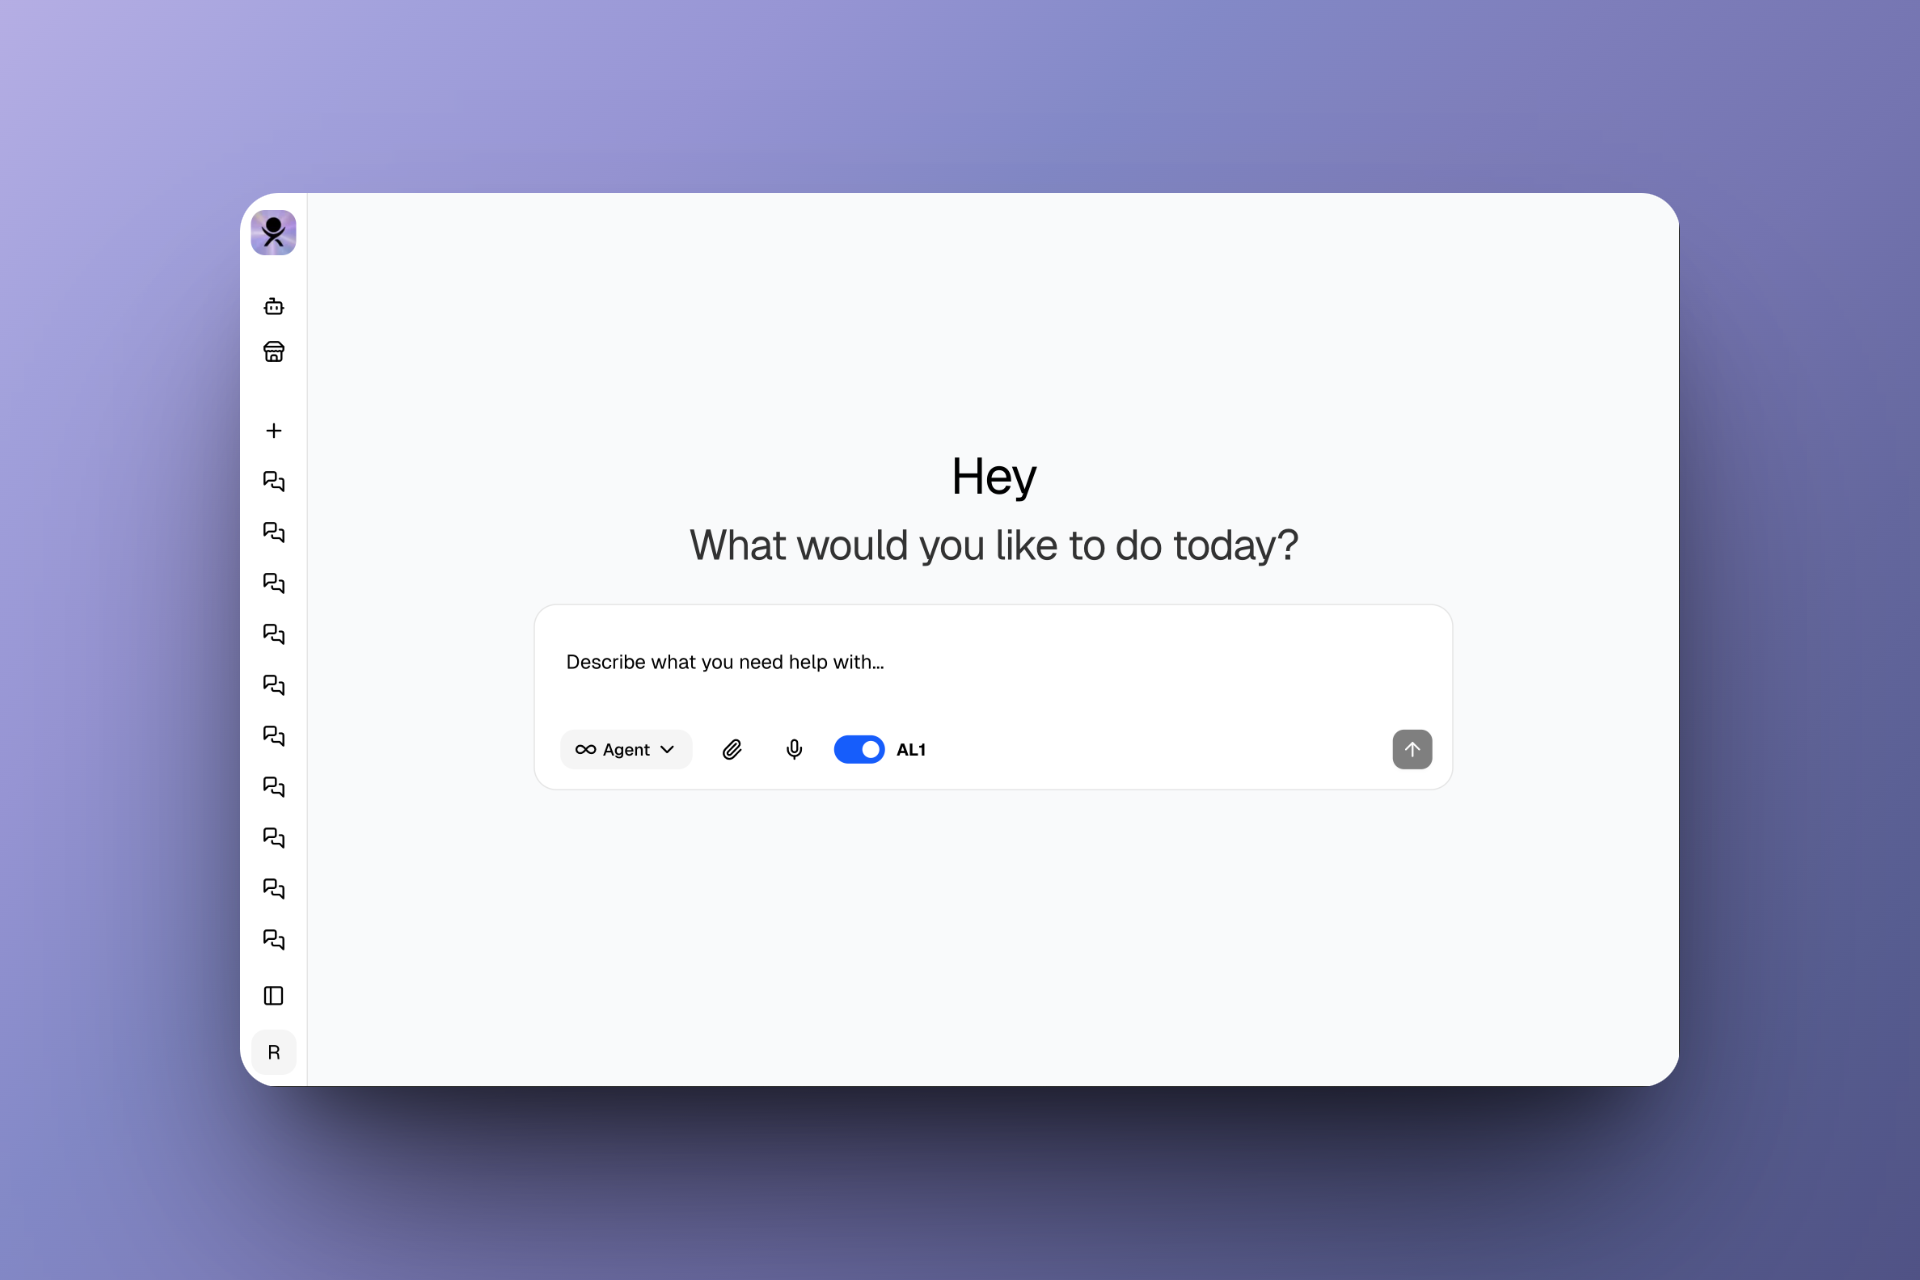 Hey
What would you like to do today?
Describe what you need help with...
Agent
AL1
R